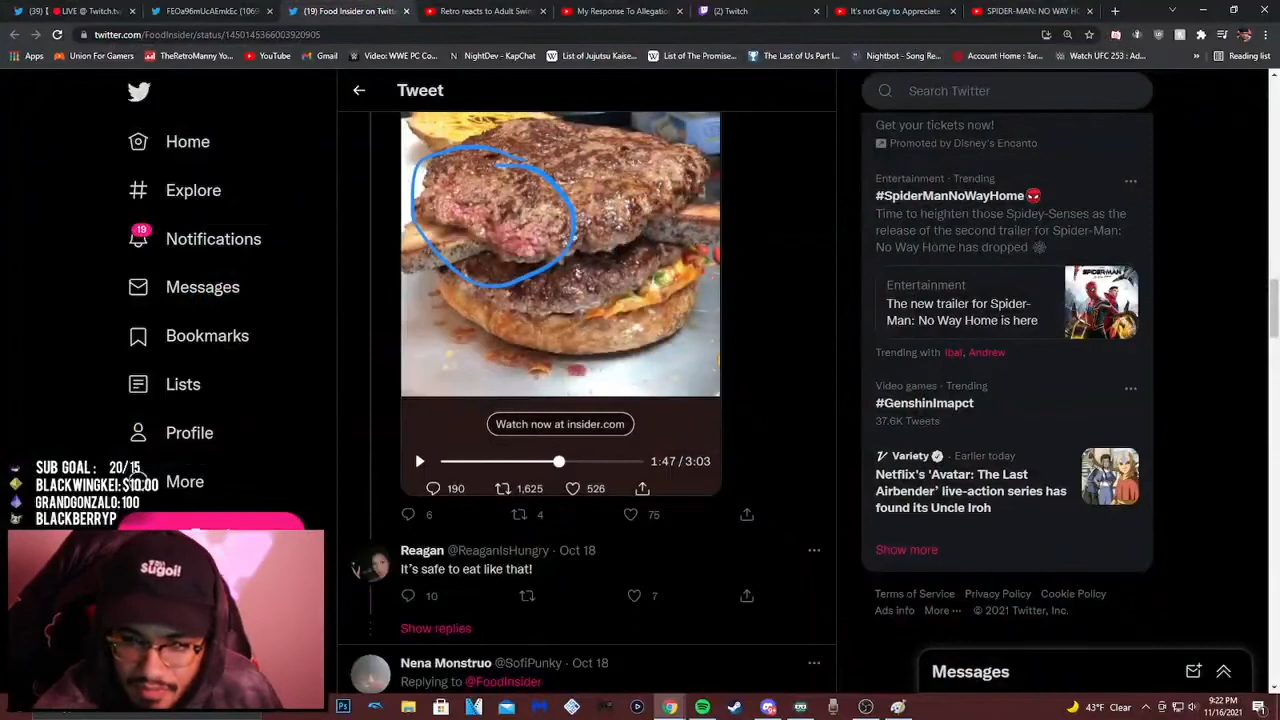 (39)
LIVE @ Twitch.tv
FEOa96mUcAEmkEc (106
(19) Food Insider on Twitte
Retro reacts to Adult Swin
My Response To Allegation
(2) Twitch
It's not Gay to Appreciate
SPIDER-MAN: NO WAY HO
twitter.com/FoodInsider/status/1450145366003920905
Apps
Union For Gamers
TheRetroManny Yo...
YouTube
Gmail
Video: WWE PC Con...
NightDev - KapChat
List of Jujutsu Kaise...
List of The Promise...
The Last of Us Part I...
Nightbot - Song Re...
Account : Tar...
Watch UFC 253 : Ad...
»
Reading list
Home
Explore
19
Notifications
Messages
Bookmarks
Lists
Profile
More
SUB GOAL : 20/15
BLACKWINGKEI: $10.00
GRANDGONZALO: 100
BLACKBERRYP
sugoi!
Tweet
Watch now at insider.com
1:47 / 3:03
190
1,625
526
6
4
75
Reagan @ReaganIsHungry · Oct 18
It's safe to eat like that!
10
7
Show replies
Nena Monstruo @SofiPunky · Oct 18
Replying to @FoodInsider
Search Twitter
Get your tickets now!
Promoted by Disney's Encanto
Entertainment · Trending
#SpiderManNoWayHome
Time to heighten those Spidey-Senses as the
release of the second trailer for Spider-Man:
No Way Home has dropped
Entertainment
The new trailer for Spider-
Man: No Way Home is here
SPIDER-MAN
Trending with Ibai, Andrew
Video games · Trending
#GenshinImapct
37.6K Tweets
Variety · Earlier today
Netflix's 'Avatar: The Last
Airbender' live-action series has
found its Uncle Iroh
Show more
Terms of Service Privacy Policy Cookie Policy
Ads info More ··· © 2021 Twitter, Inc.
Messages
43°F Clear
9:22 PM
11/16/2021